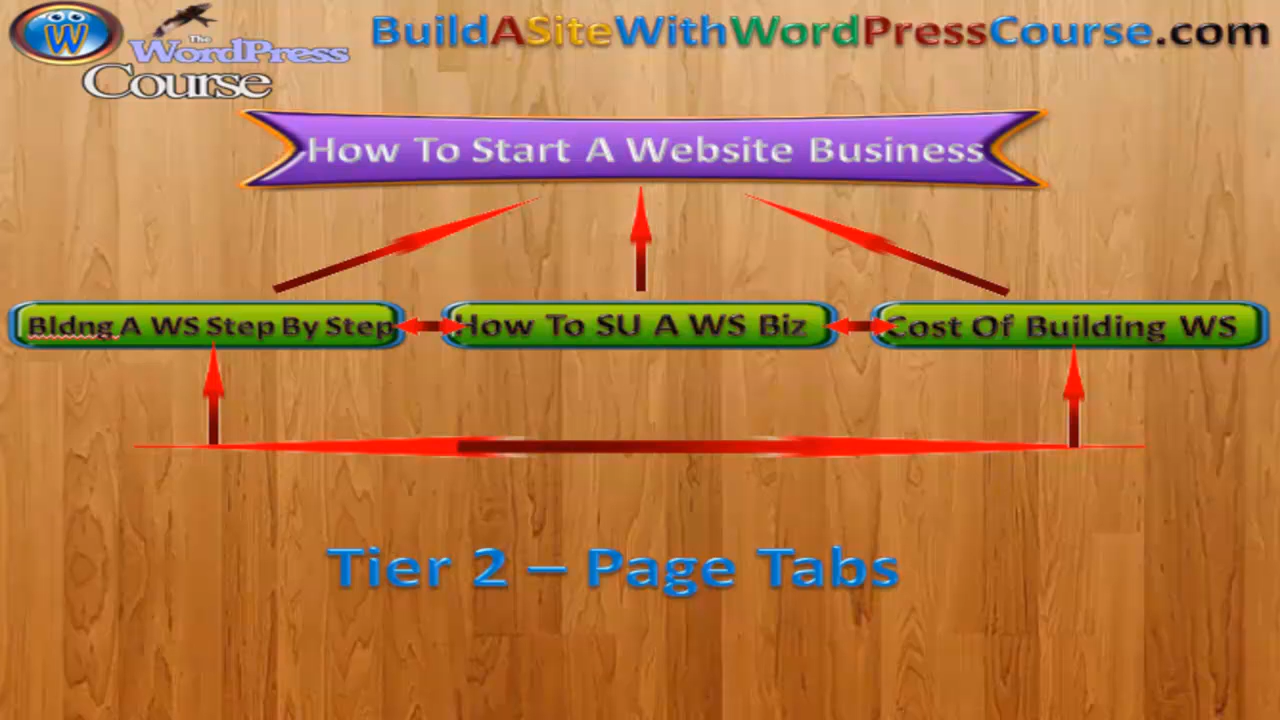 W
The
WordPress
Course
BuildASiteWithWordPressCourse.com
How To Start A Website Business
Bldng A WS Step By Step
How To SU A WS Biz
Cost Of Building WS
Tier 2 – Page Tabs